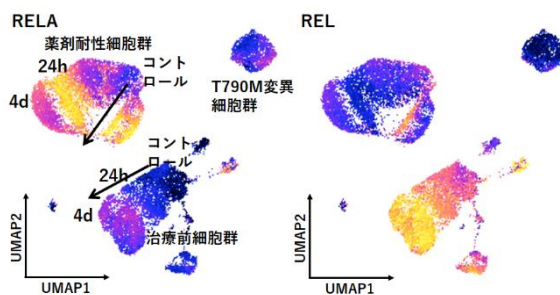 RELA
REL
薬剤耐性細胞群
コント
ロール
24h
4d
T790M変異
細胞群
コント
ロール
24h
4d
治療前細胞群
UMAP2
UMAP1
UMAP2
UMAP1